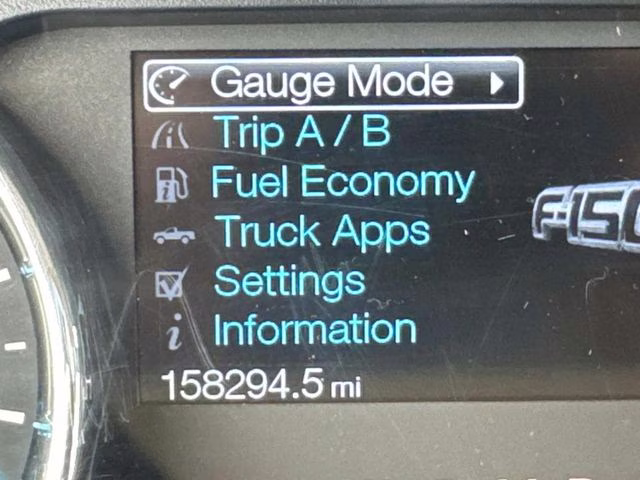 Gauge Mode
Trip A / B
Fuel Economy
Truck Apps
Settings
Information
158294.5 mi